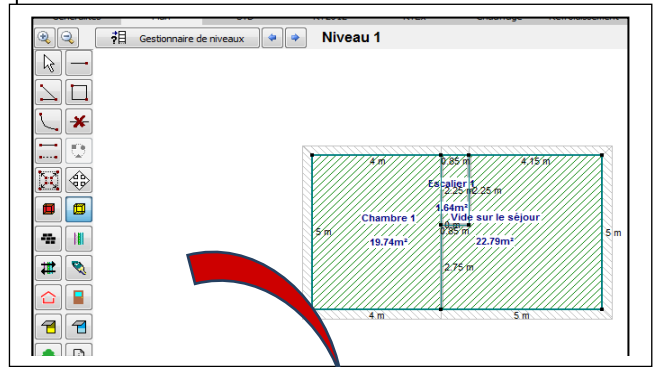 Gestionnaire de niveaux
Niveau 1
4 m
0.85 m
4.15 m
Escalier 1
2.25 m
2.25 m
1.64m²
Chambre 1
Vide sur le séjour
5 m
0.85 m
5 m
19.74m²
22.79m²
2.75 m
4 m
5 m